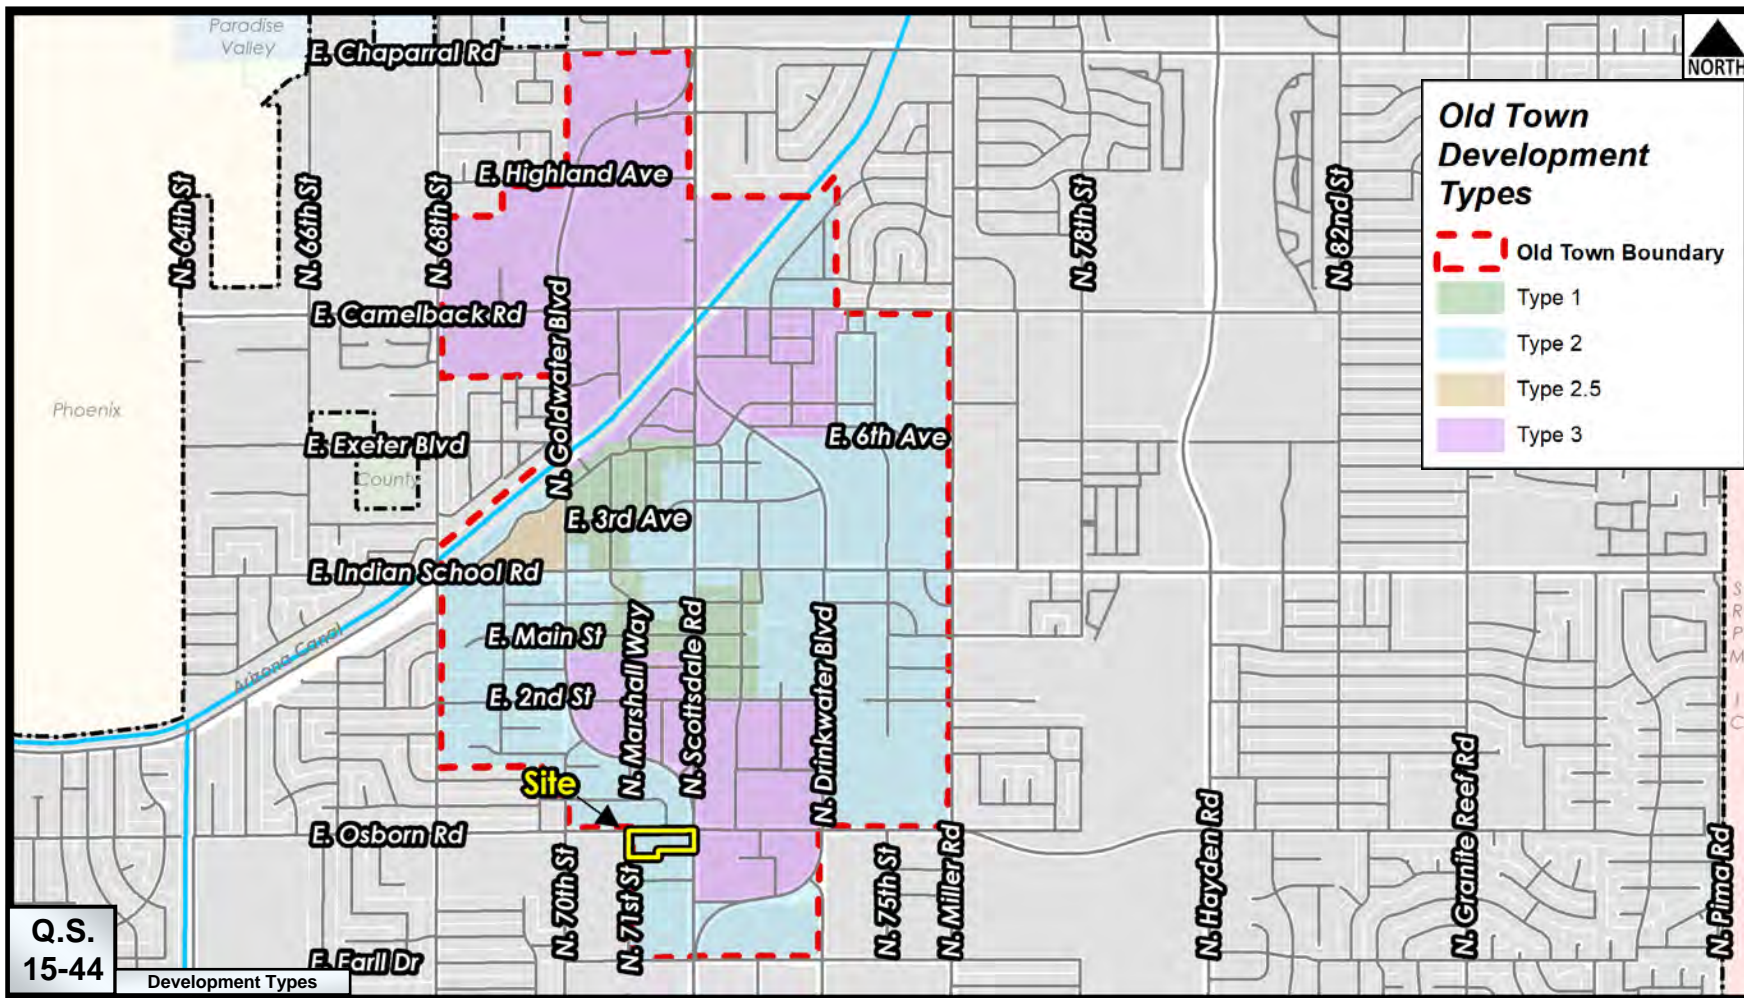 Paradise
Valley
E. Chaparral Rd
NORTH
Old Town
Development
Types
Old Town Boundary
Type 1
Type 2
Type 2.5
Type 3
E. Highland Ave
N. 64th St
N. 66th St
N. 68th St
N. 78th St
N. 82nd St
E. Camelback Rd
N. Goldwater Blvd
Phoenix
E. Exeter Blvd
County
E. 6th Ave
E. 3rd Ave
E. Indian School Rd
Arizona Canal
E. Main St
N. Marshall Way
N. Scottsdale Rd
N. Drinkwater Blvd
E. 2nd St
SRPMIC
Site
E. Osborn Rd
N. 70th St
N. 71st St
N. 75th St
N. Miller Rd
N. Hayden Rd
N. Granite Reef Rd
N. Pima Rd
E. Earll Dr
Q.S.
15-44
Development Types